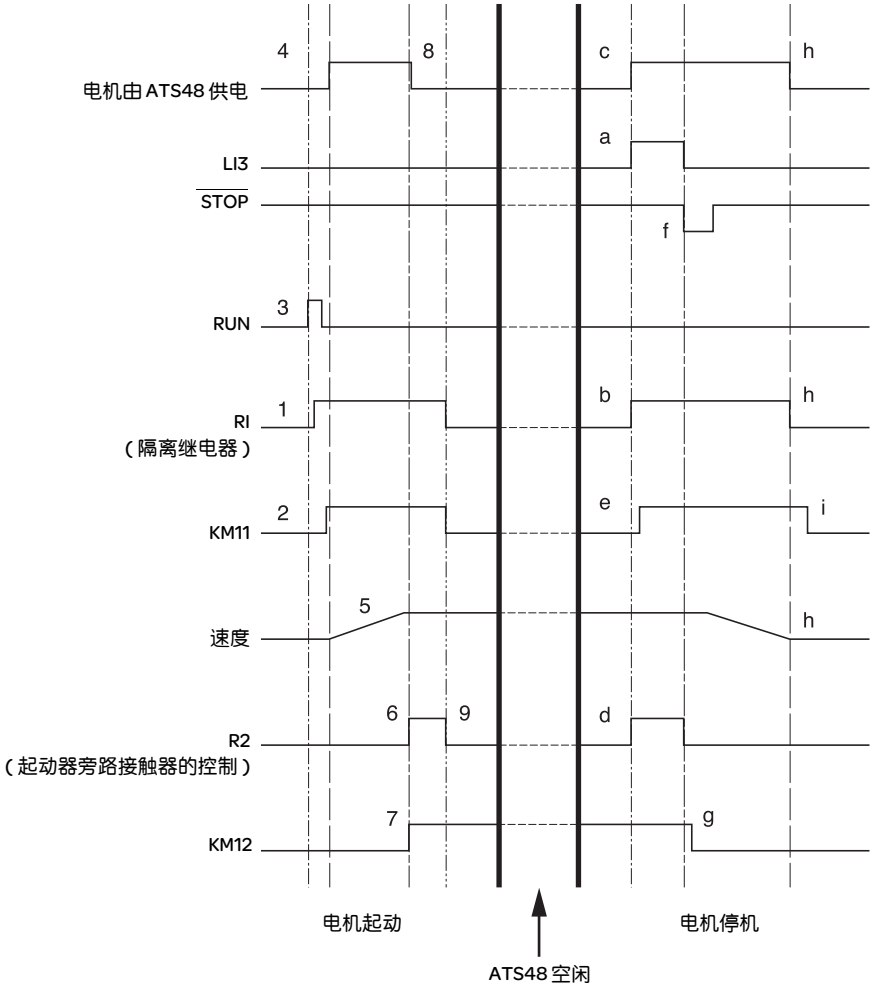 4 8 c h
电机由 ATS48 供电
a
LI3
STOP
f
3
RUN
1 b h
RI
(隔离继电器)
2 e i
KM11
5 h
速度
6 9 d
R2
(起动器旁路接触器的控制)
7 g
KM12
电机起动 电机停机
ATS48 空闲